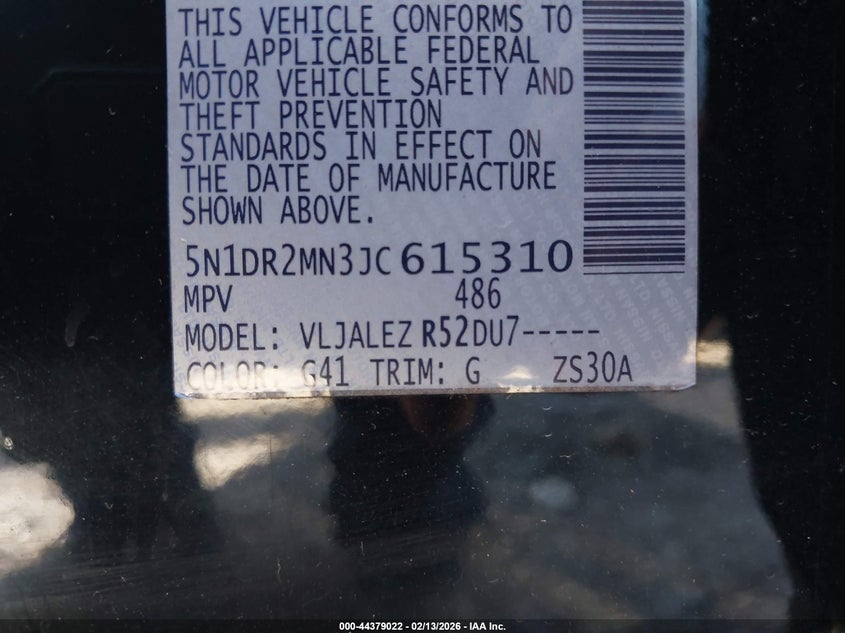 THIS VEHICLE CONFORMS TO
ALL APPLICABLE FEDERAL
MOTOR VEHICLE SAFETY AND
THEFT PREVENTION
STANDARDS IN EFFECT ON
THE DATE OF MANUFACTURE
SHOWN ABOVE.
5N1DR2MN3JC615310
MPV 486
MODEL: VLJALEZ R52DU7-----
COLOR: G41 TRIM: G ZS30A
000-44379022 - 02/13/2026 - IAA Inc.